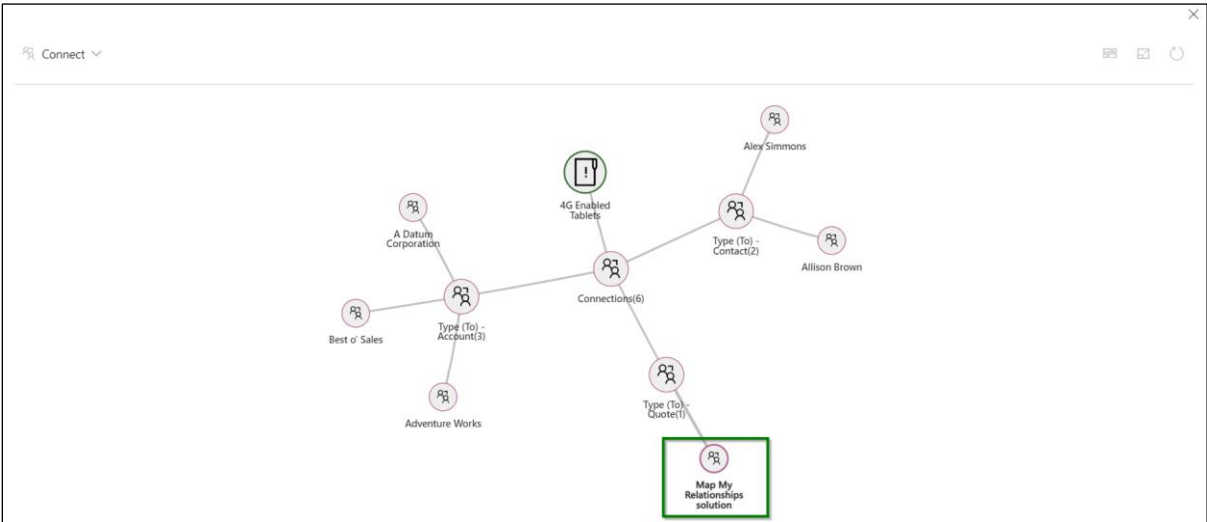 Connect
Alex Simmons
4G Enabled
Tablets
A Datum
Corporation
Type (To) -
Contact(2)
Allison Brown
Connections(6)
Type (To) -
Account(3)
Best o' Sales
Adventure Works
Type (To) -
Quote(1)
Map My
Relationships
solution